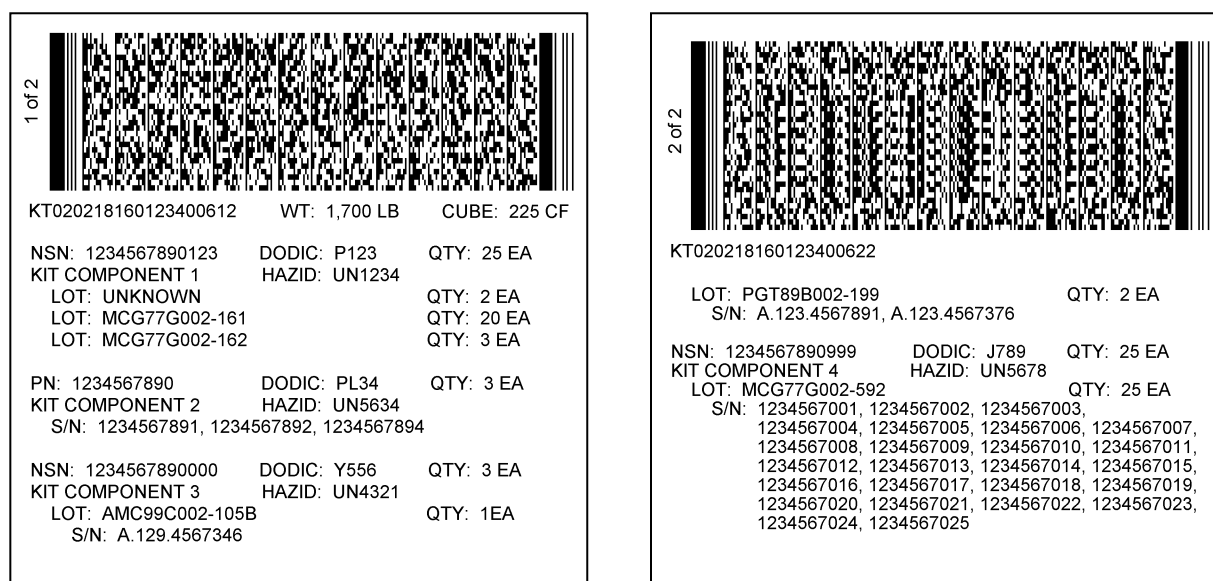 1 of 2
KT020218160123400612 WT: 1,700 LB CUBE: 225 CF
NSN: 1234567890123 DODIC: P123 QTY: 25 EA
KIT COMPONENT 1 HAZID: UN1234
LOT: UNKNOWN QTY: 2 EA
LOT: MCG77G002-161 QTY: 20 EA
LOT: MCG77G002-162 QTY: 3 EA
PN: 1234567890 DODIC: PL34 QTY: 3 EA
KIT COMPONENT 2 HAZID: UN5634
S/N: 1234567891, 1234567892, 1234567894
NSN: 1234567890000 DODIC: Y556 QTY: 3 EA
KIT COMPONENT 3 HAZID: UN4321
LOT: AMC99C002-105B QTY: 1EA
S/N: A.129.4567346
2 of 2
KT020218160123400622
LOT: PGT89B002-199 QTY: 2 EA
S/N: A.123.4567891, A.123.4567376
NSN: 1234567890999 DODIC: J789 QTY: 25 EA
KIT COMPONENT 4 HAZID: UN5678
LOT: MCG77G002-592 QTY: 25 EA
S/N: 1234567001, 1234567002, 1234567003,
1234567004, 1234567005, 1234567006, 1234567007,
1234567008, 1234567009, 1234567010, 1234567011,
1234567012, 1234567013, 1234567014, 1234567015,
1234567016, 1234567017, 1234567018, 1234567019,
1234567020, 1234567021, 1234567022, 1234567023,
1234567024, 1234567025